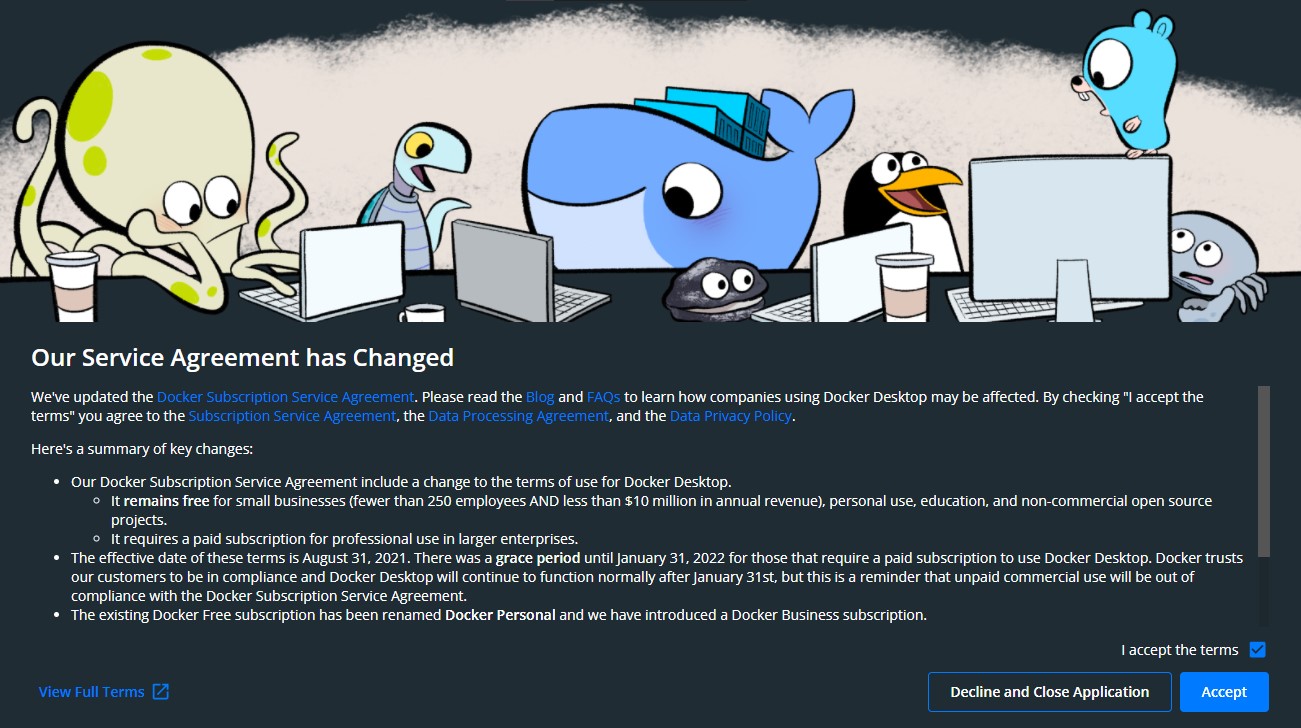 Our Service Agreement has Changed
We've updated the Docker Subscription Service Agreement. Please read the Blog and FAQs to learn how companies using Docker Desktop may be affected. By checking "I accept the
terms" you agree to the Subscription Service Agreement, the Data Processing Agreement, and the Data Privacy Policy.
Here's a summary of key changes:
• Our Docker Subscription Service Agreement include a change to the terms of use for Docker Desktop.
◦ It remains free for small businesses (fewer than 250 employees AND less than $10 million in annual revenue), personal use, education, and non-commercial open source
projects.
◦ It requires a paid subscription for professional use in larger enterprises.
• The effective date of these terms is August 31, 2021. There was a grace period until January 31, 2022 for those that require a paid subscription to use Docker Desktop. Docker trusts
our customers to be in compliance and Docker Desktop will continue to function normally after January 31st, but this is a reminder that unpaid commercial use will be out of
compliance with the Docker Subscription Service Agreement.
• The existing Docker Free subscription has been renamed Docker Personal and we have introduced a Docker Business subscription.
I accept the terms
View Full Terms
Decline and Close Application
Accept